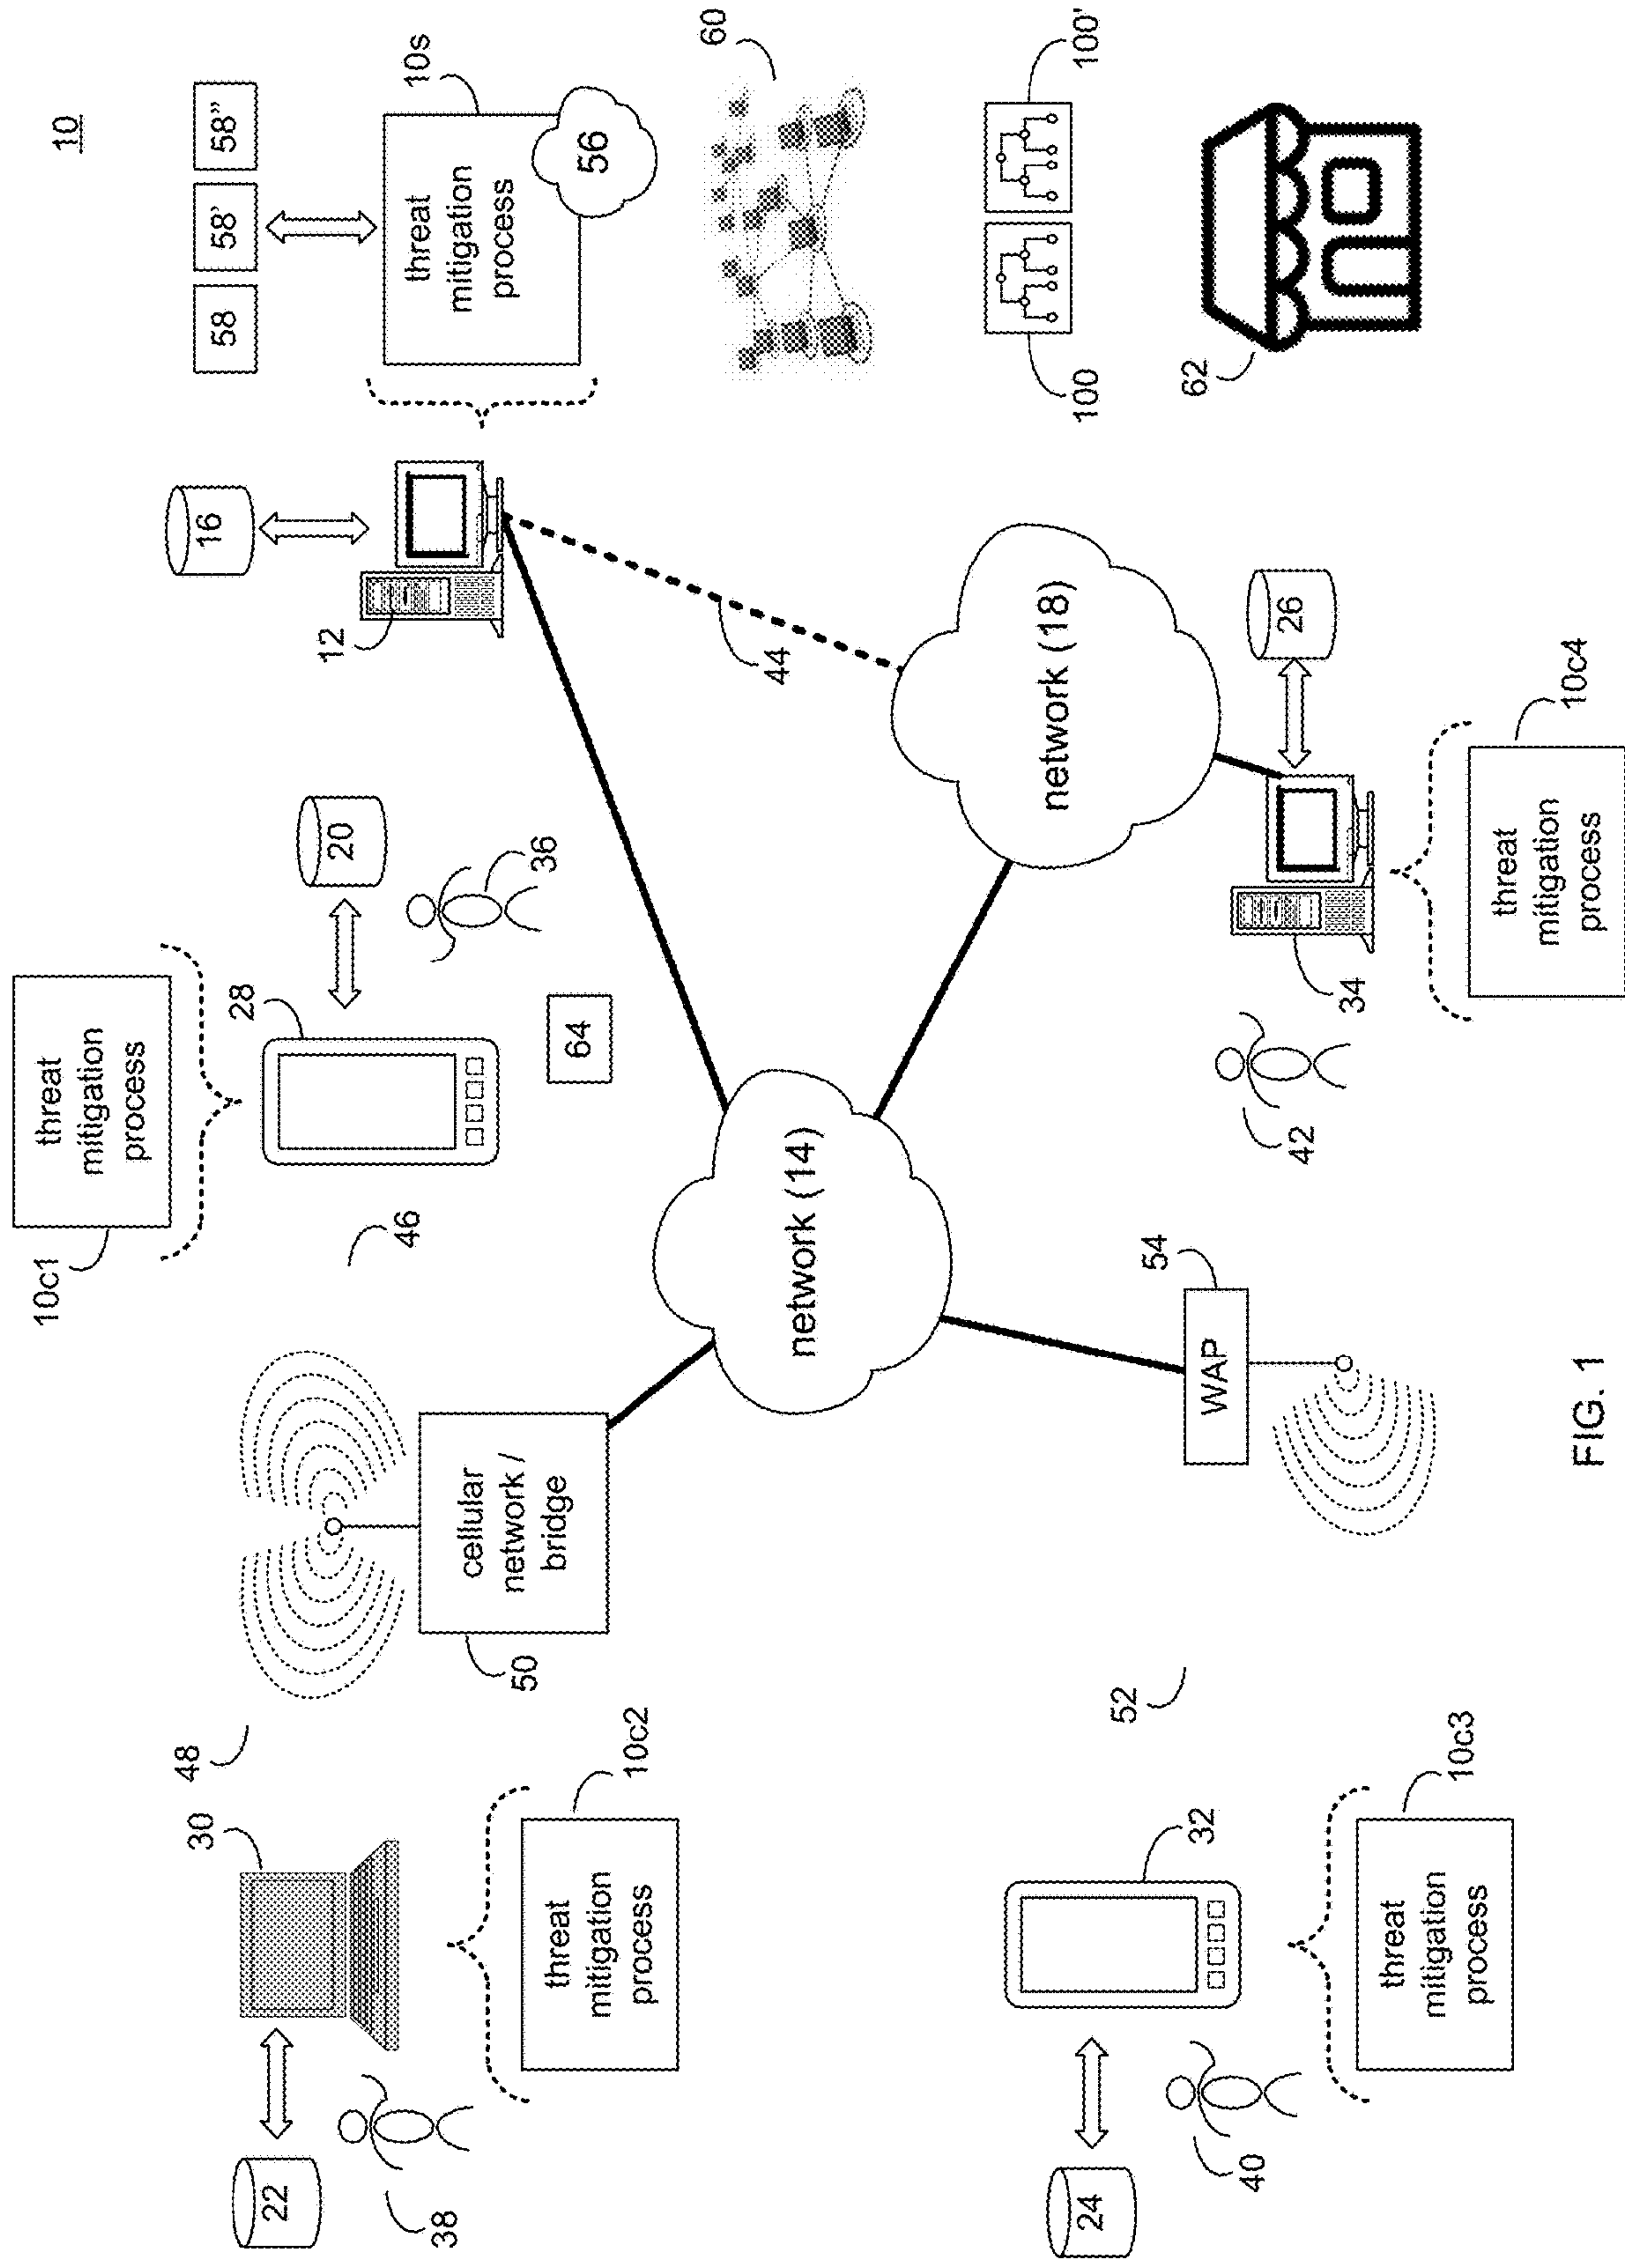 10
58
58'
58"
10s
threat
mitigation
process
56
16
12
60
100
100'
62
44
10c1
threat
mitigation
process
28
20
36
64
46
network (14)
network (18)
26
34
42
10c4
threat
mitigation
process
48
cellular
network /
bridge
50
WAP
54
52
30
22
38
10c2
threat
mitigation
process
32
24
40
10c3
threat
mitigation
process
FIG. 1